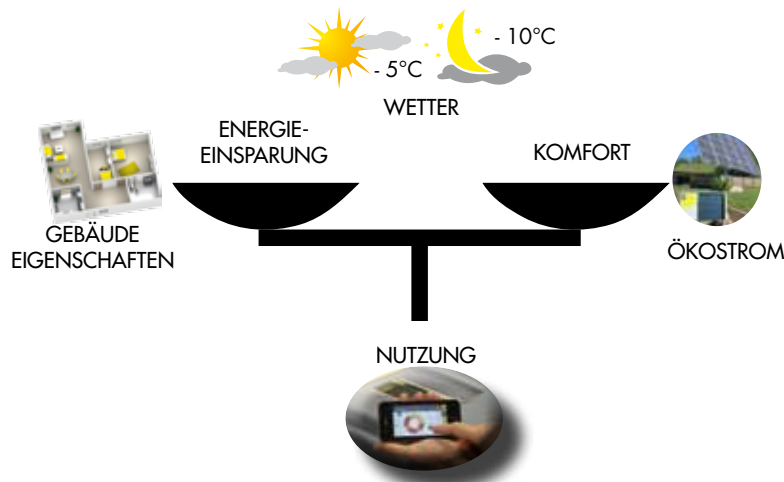 - 10°C
- 5°C
WETTER
ENERGIE-
EINSPARUNG
KOMFORT
GEBÄUDE
EIGENSCHAFTEN
ÖKOSTROM
NUTZUNG